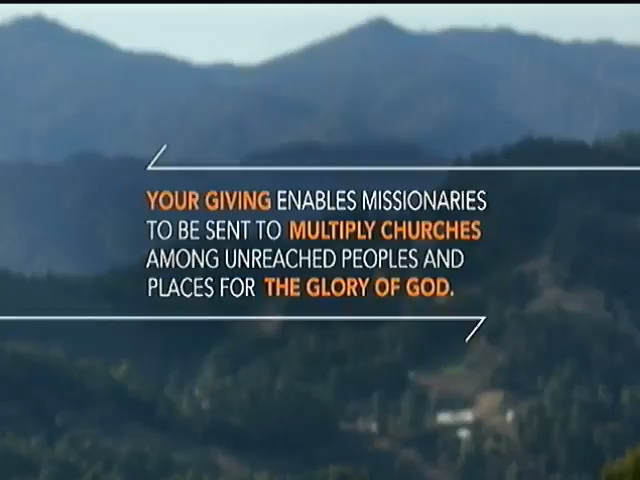 YOUR GIVING ENABLES MISSIONARIES
TO BE SENT TO MULTIPLY CHURCHES
AMONG UNREACHED PEOPLES AND
PLACES FOR THE GLORY OF GOD.